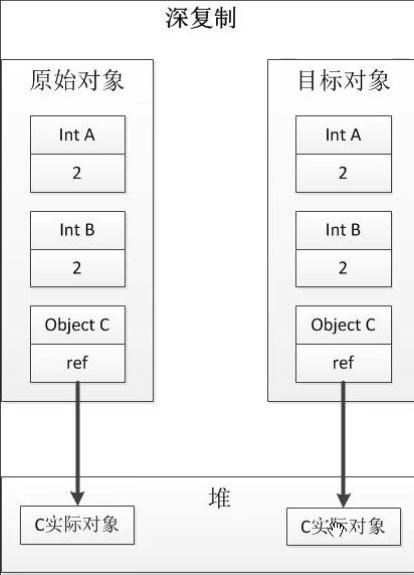 深复制
原始对象
目标对象
Int A
2
Int B
2
Object C
ref
Int A
2
Int B
2
Object C
ref
堆
C实际对象
C实际对象